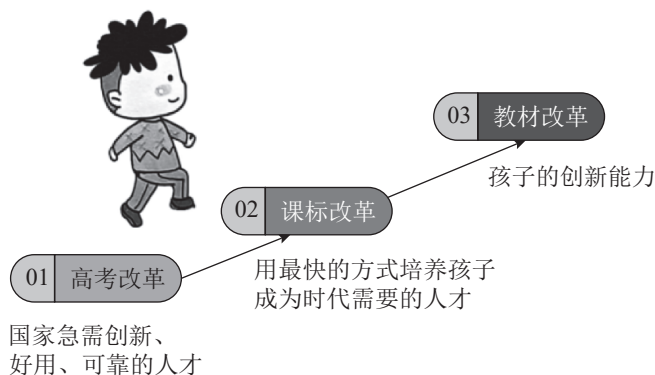 01 高考改革
国家急需创新、
好用、可靠的人才
02 课标改革
用最快的方式培养孩子
成为时代需要的人才
03 教材改革
孩子的创新能力